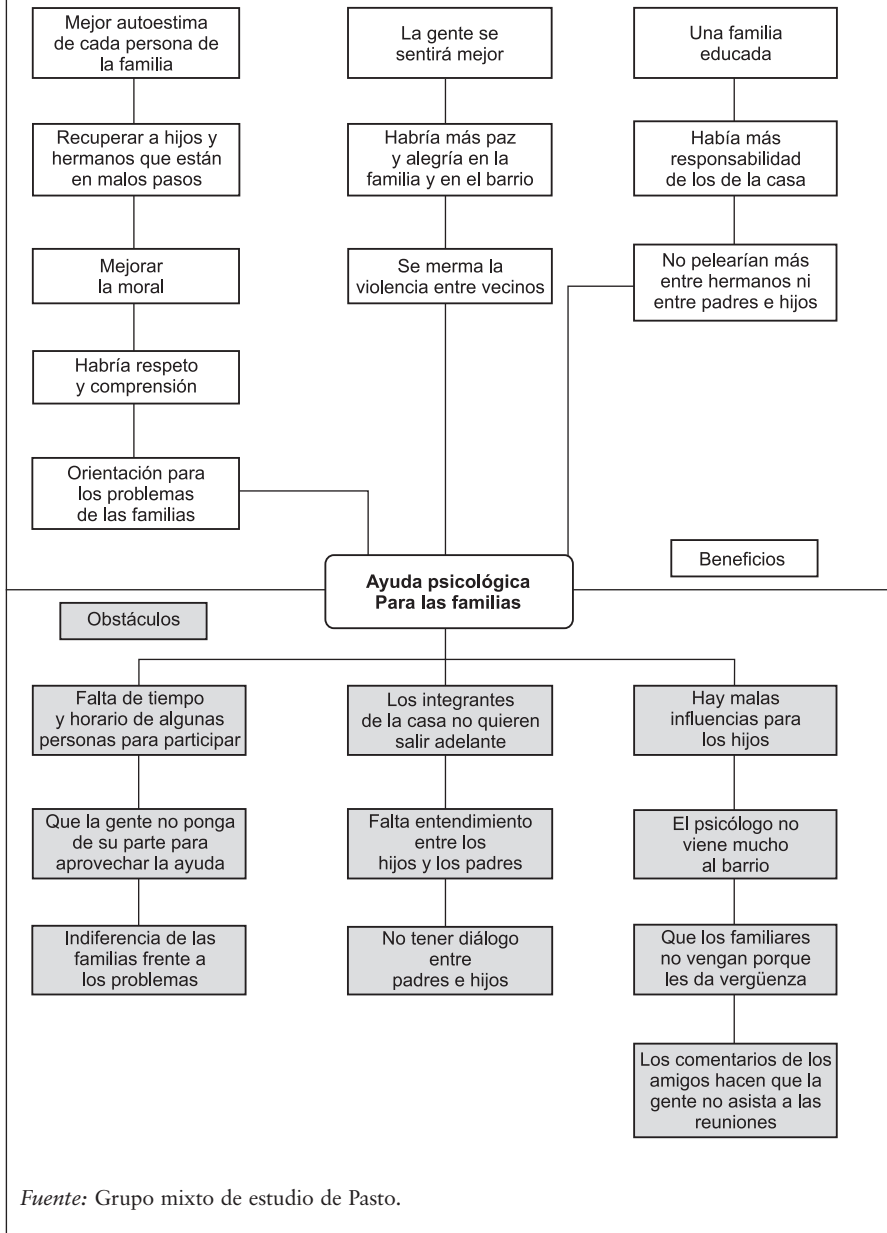 Mejor autoestima
de cada persona de
la familia
Recuperar a hijos y
hermanos que están
en malos pasos
Mejorar
la moral
Habría respeto
y comprensión
Orientación para
los problemas
de las familias
La gente se
sentirá mejor
Habría más paz
y alegría en la
familia y en el barrio
Se merma la
violencia entre vecinos
Una familia
educada
Había más
responsabilidad
de los de la casa
No pelearían más
entre hermanos ni
entre padres e hijos
Beneficios
Ayuda psicológica
Para las familias
Obstáculos
Falta de tiempo
y horario de algunas
personas para participar
Que la gente no ponga
de su parte para
aprovechar la ayuda
Indiferencia de las
familias frente a
los problemas
Los integrantes
de la casa no quieren
salir adelante
Falta entendimiento
entre los
hijos y los padres
No tener diálogo
entre
padres e hijos
Hay malas
influencias para
los hijos
El psicólogo no
viene mucho
al barrio
Que los familiares
no vengan porque
les da vergüenza
Los comentarios de los
amigos hacen que la
gente no asista a las
reuniones
Fuente: Grupo mixto de estudio de Pasto.